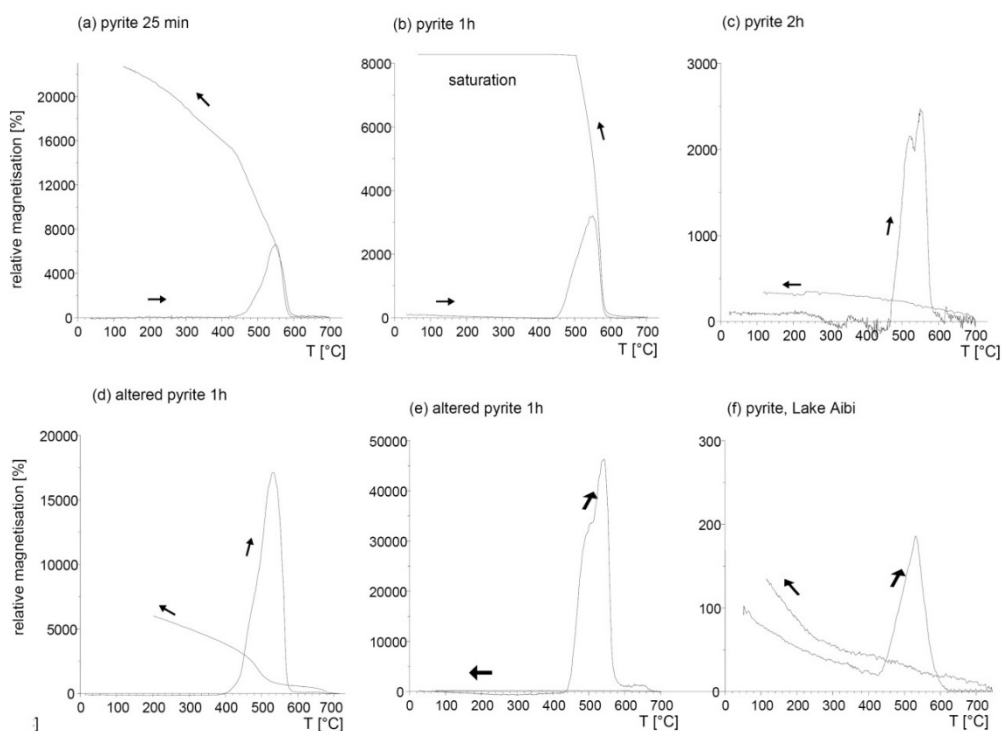 (a) pyrite 25 min
(b) pyrite 1h
(c) pyrite 2h
relative magnetisation [%]
20000
16000
12000
8000
4000
0
0 100 200 300 400 500 600 700
T [°C]
saturation
8000
6000
4000
2000
0
0 100 200 300 400 500 600 700
T [°C]
3000
2000
1000
0
0 100 200 300 400 500 600 700
T [°C]
(d) altered pyrite 1h
(e) altered pyrite 1h
(f) pyrite, Lake Aibi
relative magnetisation [%]
20000
15000
10000
5000
0
0 100 200 300 400 500 600 700
T [°C]
:]
50000
40000
30000
20000
10000
0
0 100 200 300 400 500 600 700
T [°C]
300
200
100
0
0 100 200 300 400 500 600 700
T [°C]